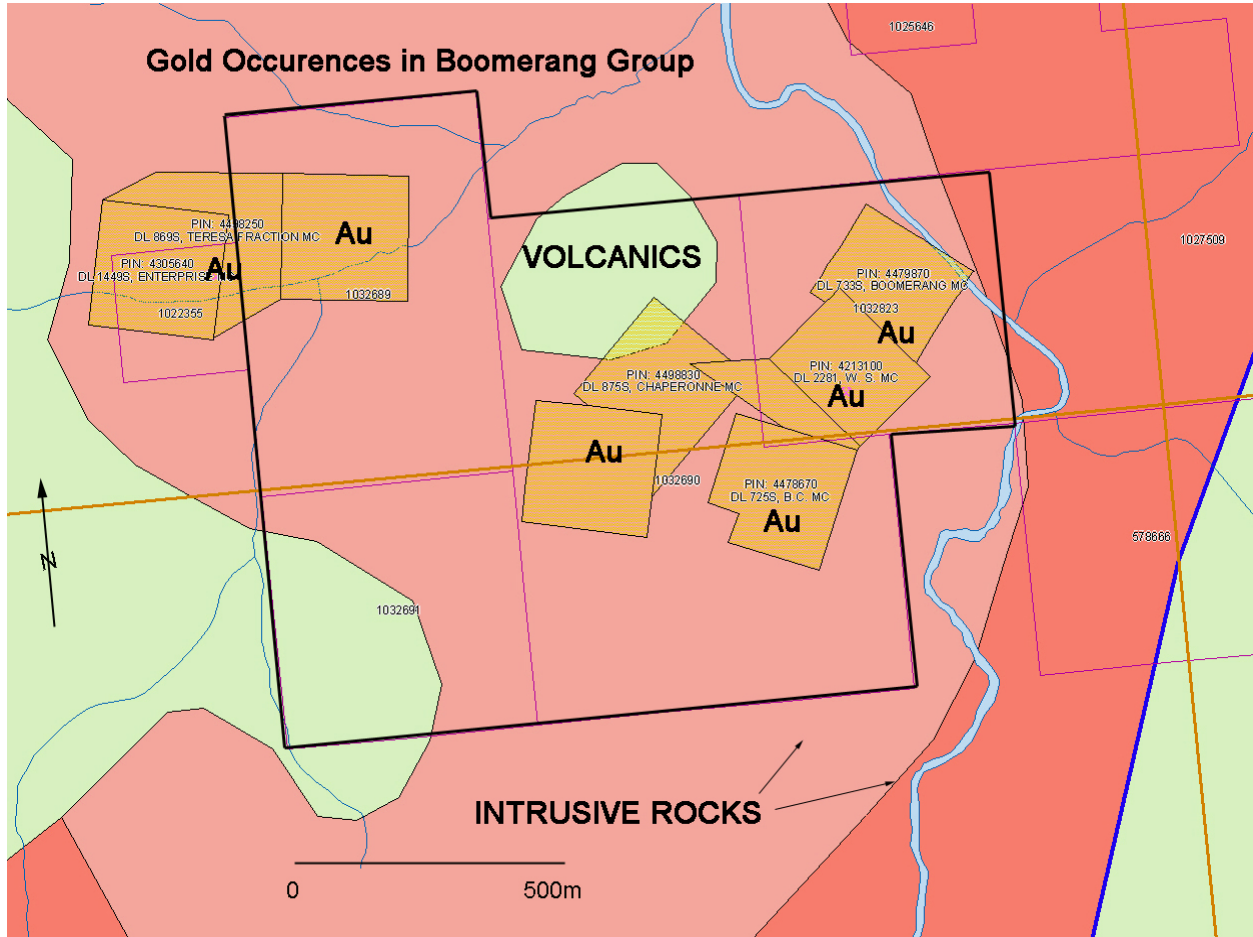 1025646
Gold Occurences in Boomerang Group
PIN: 4498250
DL 869S, TERESA FRACTION MC
Au
1027509
VOLCANICS
PIN: 4305640
DL 1449S, ENTERPRISE MC
Au
PIN: 4479870
DL 733S, BOOMERANG MC
1032689
1022355
1032823
Au
PIN: 4498830
DL 875S, CHAPERONNE MC
PIN: 4213100
DL 2281, W. S. MC
Au
Au
1032690
PIN: 4478670
DL 725S, B.C. MC
Au
578666
N
1032691
INTRUSIVE ROCKS
0 500m